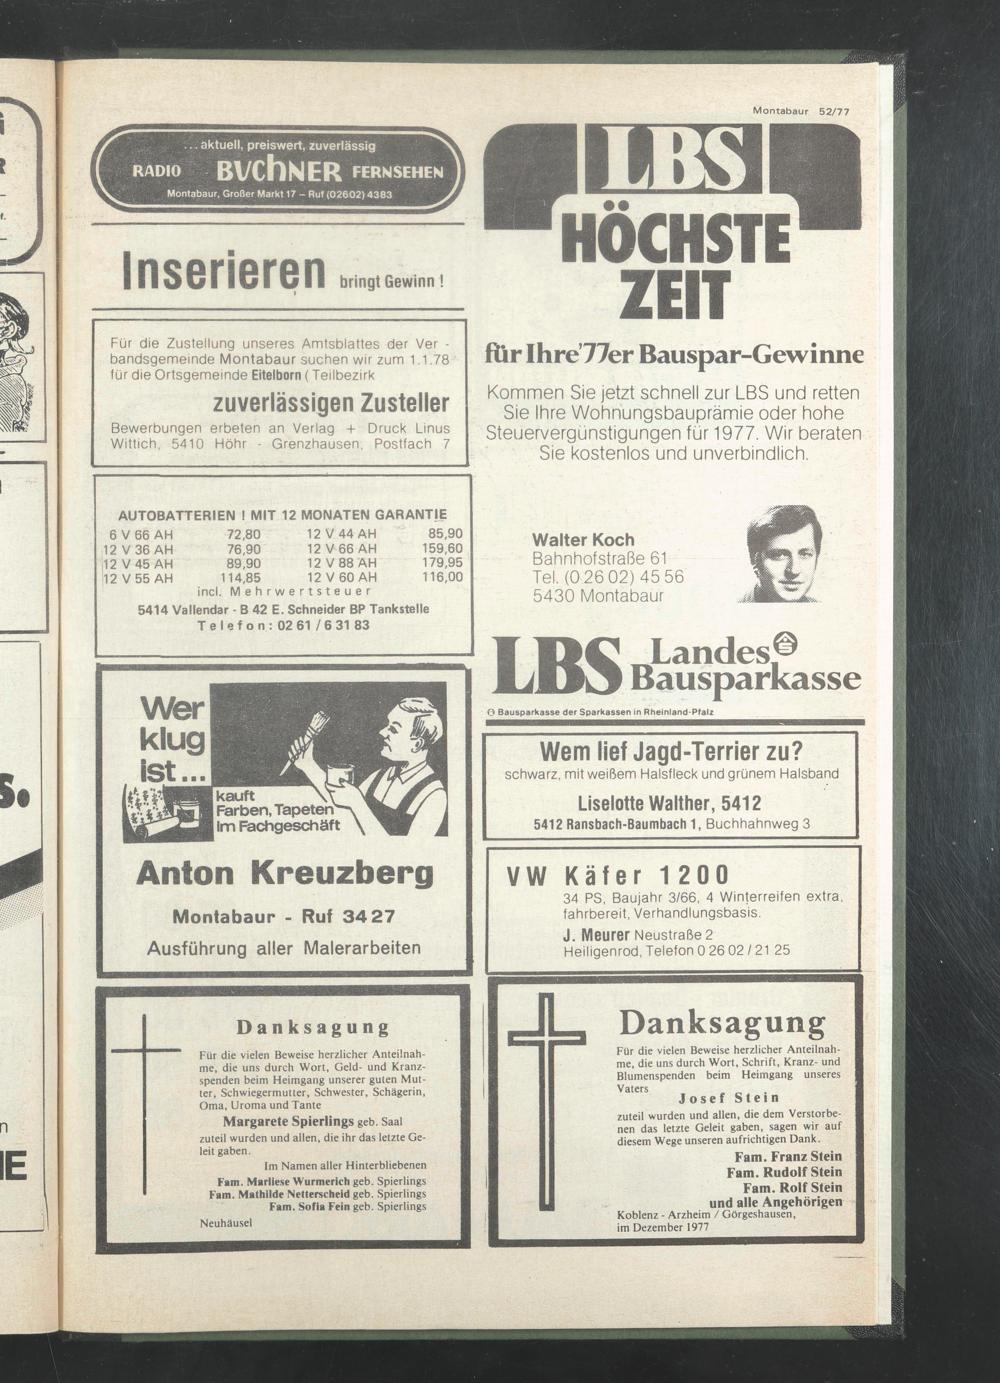 Montabaur 52/77
... aktuell, preiswert, zuverlässig
RADIO BUCHNER FERNSEHEN
Montabaur, Großer Markt 17 – Ruf (02602) 4383
Inserieren bringt Gewinn !
Für die Zustellung unseres Amtsblattes der Ver -
bandsgemeinde Montabaur suchen wir zum 1.1.78
für die Ortsgemeinde Eitelborn ( Teilbezirk
zuverlässigen Zusteller
Bewerbungen erbeten an Verlag + Druck Linus
Wittich, 5410 Höhr - Grenzhausen, Postfach 7
AUTOBATTERIEN ! MIT 12 MONATEN GARANTIE
6 V 66 AH 72,80 12 V 44 AH 85,90
12 V 36 AH 76,90 12 V 66 AH 159,60
12 V 45 AH 89,90 12 V 88 AH 179,95
12 V 55 AH 114,85 12 V 60 AH 116,00
incl. Mehrwertsteuer
5414 Vallendar - B 42 E. Schneider BP Tankstelle
Telefon: 02 61 / 6 31 83
Wer
klug
ist ...
kauft
Farben, Tapeten
im Fachgeschäft
Anton Kreuzberg
Montabaur - Ruf 34 27
Ausführung aller Malerarbeiten
Danksagung
Für die vielen Beweise herzlicher Anteilnah-
me, die uns durch Wort, Geld- und Kranz-
spenden beim Heimgang unserer guten Mut-
ter, Schwiegermutter, Schwester, Schägerin,
Oma, Uroma und Tante
Margarete Spierlings geb. Saal
zuteil wurden und allen, die ihr das letzte Ge-
leit gaben.
Im Namen aller Hinterbliebenen
Fam. Marliese Wurmerich geb. Spierlings
Fam. Mathilde Netterscheid geb. Spierlings
Fam. Sofia Fein geb. Spierlings
Neuhäusel
LBS
HÖCHSTE
ZEIT
für Ihre '77er Bauspar-Gewinne
Kommen Sie jetzt schnell zur LBS und retten
Sie Ihre Wohnungsbauprämie oder hohe
Steuervergünstigungen für 1977. Wir beraten
Sie kostenlos und unverbindlich.
Walter Koch
Bahnhofstraße 61
Tel. (0 26 02) 45 56
5430 Montabaur
LBS Landes
Bausparkasse
Bausparkasse der Sparkassen in Rheinland-Pfalz
Wem lief Jagd-Terrier zu?
schwarz, mit weißem Halsfleck und grünem Halsband
Liselotte Walther, 5412
5412 Ransbach-Baumbach 1, Buchhahnweg 3
VW Käfer 1200
34 PS, Baujahr 3/66, 4 Winterreifen extra,
fahrbereit, Verhandlungsbasis.
J. Meurer Neustraße 2
Heiligenrod, Telefon 0 26 02 / 21 25
Danksagung
Für die vielen Beweise herzlicher Anteilnah-
me, die uns durch Wort, Schrift, Kranz- und
Blumenspenden beim Heimgang unseres
Vaters
Josef Stein
zuteil wurden und allen, die dem Verstorbe-
nen das letzte Geleit gaben, sagen wir auf
diesem Wege unseren aufrichtigen Dank.
Fam. Franz Stein
Fam. Rudolf Stein
Fam. Rolf Stein
und alle Angehörigen
Koblenz - Arzheim / Görgeshausen,
im Dezember 1977